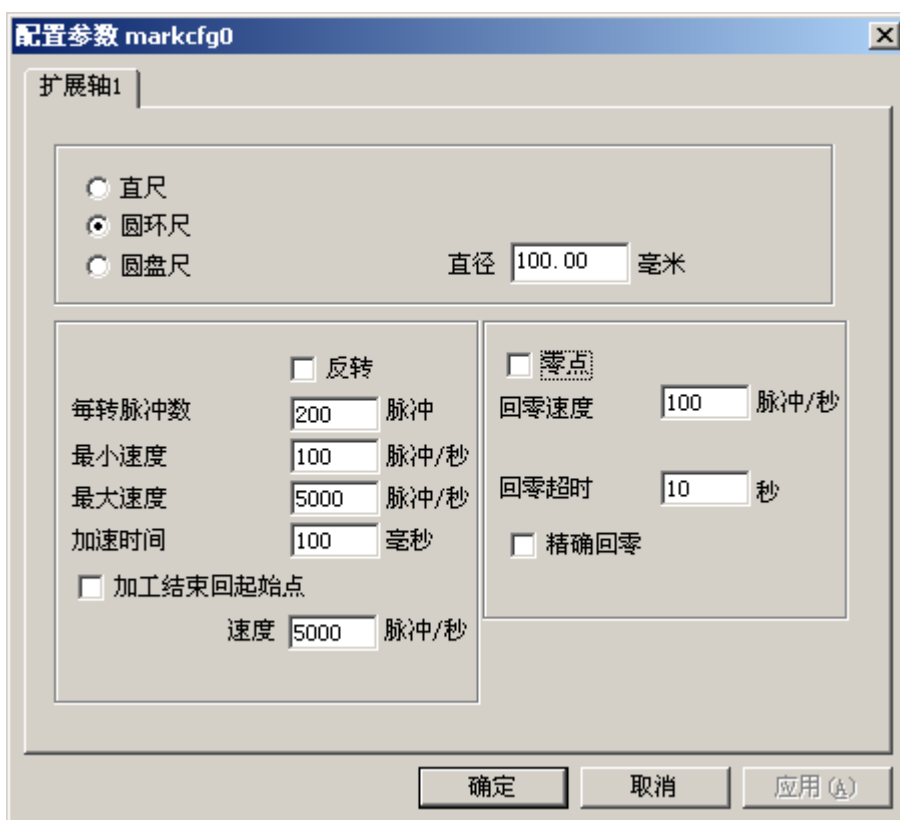 配置参数 markcfg0
扩展轴1
直尺
圆环尺
圆盘尺
直径 100.00 毫米
反转
每转脉冲数 200 脉冲
最小速度 100 脉冲/秒
最大速度 5000 脉冲/秒
加速时间 100 毫秒
加工结束回起始点
速度 5000 脉冲/秒
零点
回零速度 100 脉冲/秒
回零超时 10 秒
精确回零
确定 取消 应用(A)